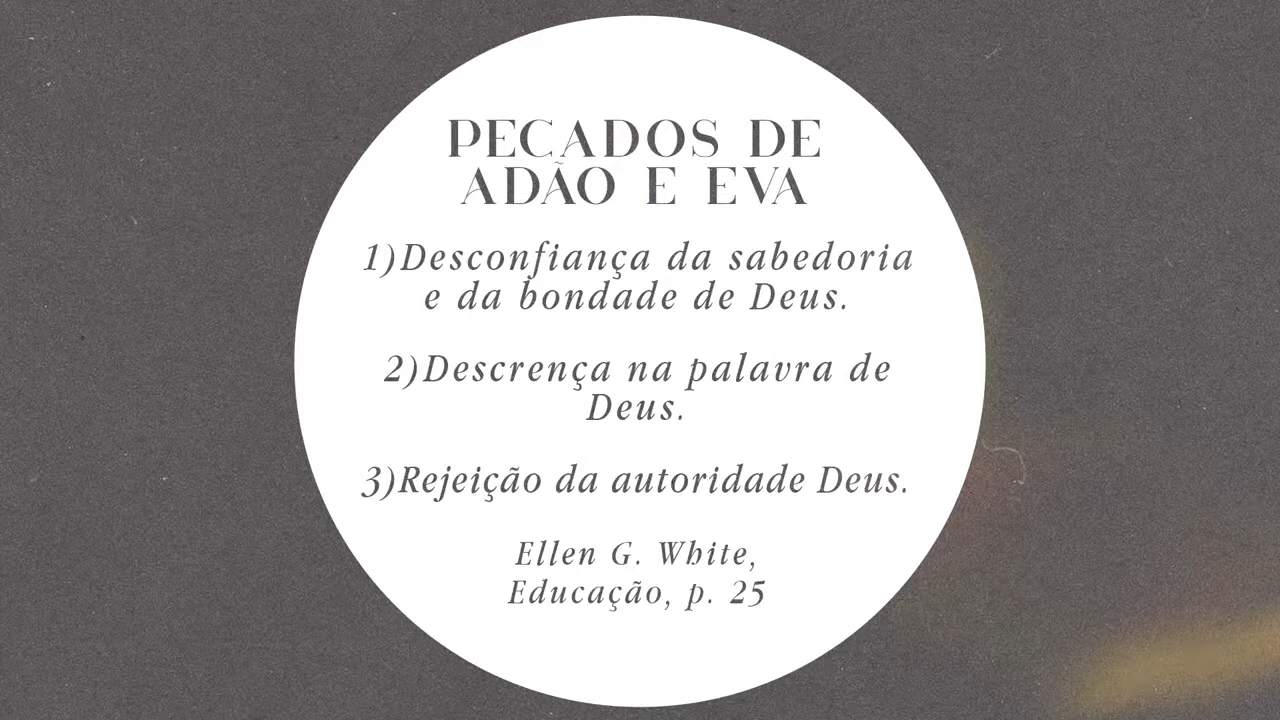 PECADOS DE
ADÃO E EVA
1)Desconfiança da sabedoria
e da bondade de Deus.
2)Descrença na palavra de
Deus.
3)Rejeição da autoridade Deus.
Ellen G. White,
Educação, p. 25